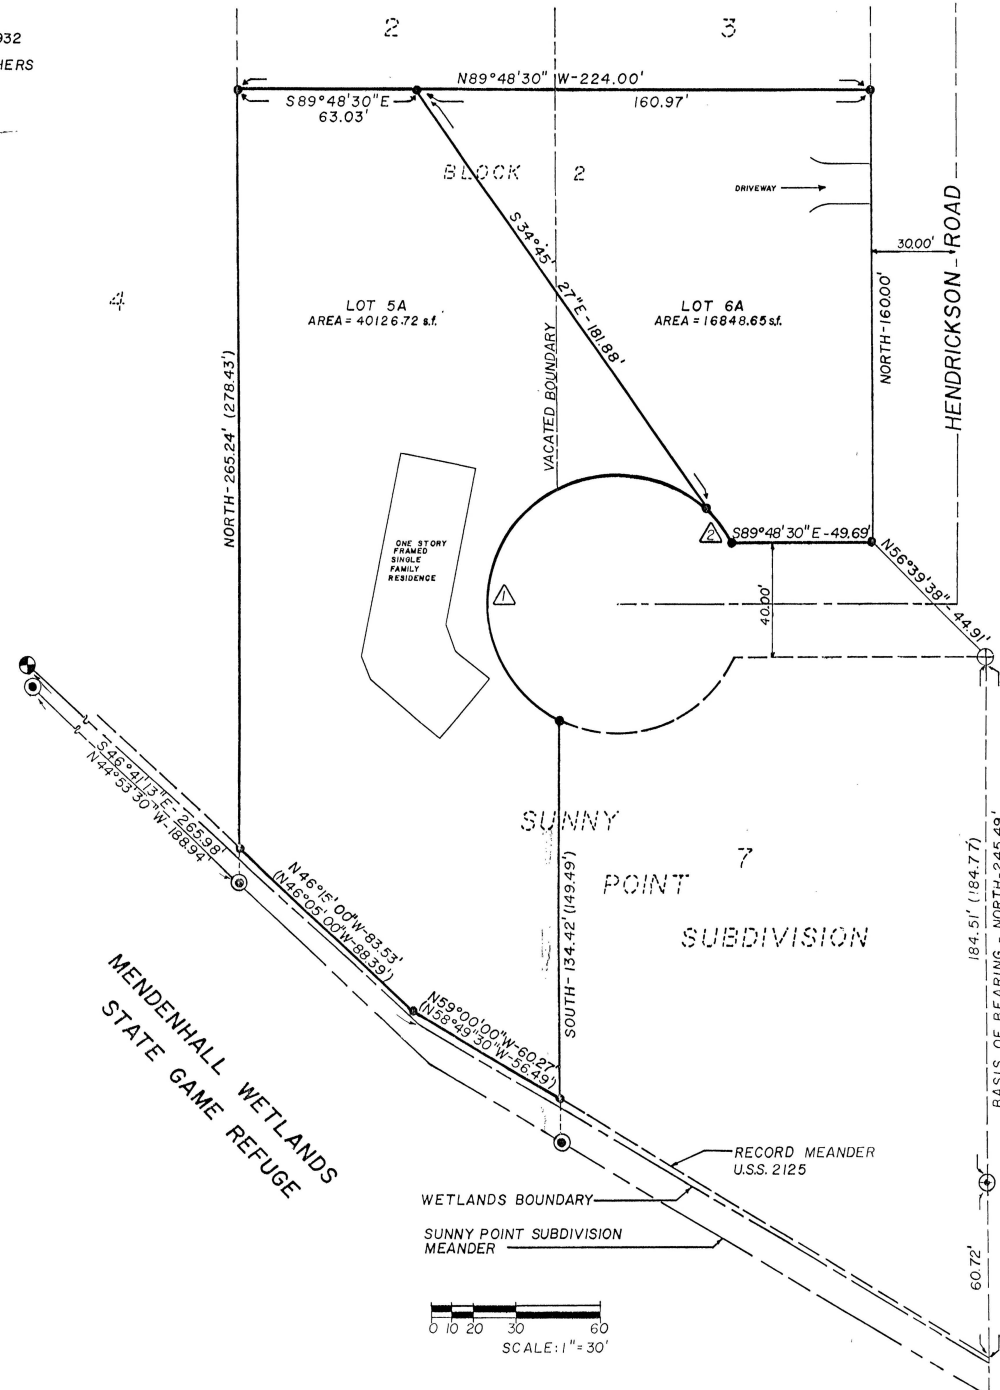 932
HERS
2
3
N89°48'30" W-224.00'
S89°48'30"E
63.03'
160.97'
BLOCK 2
DRIVEWAY
30.00'
HENDRICKSON ROAD
NORTH-160.00'
S 34°45' 27"E-181.88'
4
LOT 5A
AREA = 40126.72 s.f.
LOT 6A
AREA = 16848.65 s.f.
NORTH-265.24' (278.43')
VACATED BOUNDARY
ONE STORY
FRAMED
SINGLE
FAMILY
RESIDENCE
1
2
S89°48'30"E-49.69'
N56°39'38"-44.91'
40.00'
S46°41'13"E-265.98'
N44°53'30"W-188.94'
N46°15'00"W-83.53'
(N46°05'00"W-88.39')
N59°00'00"W-60.27'
(N58°49'30"W-56.49')
SOUTH-134.42' (149.49')
SUNNY
POINT
SUBDIVISION
7
184.51' (184.77)
BASIS OF BEARING - NORTH-245.49'
60.72'
MENDENHALL WETLANDS
STATE GAME REFUGE
RECORD MEANDER
U.S.S. 2125
WETLANDS BOUNDARY
SUNNY POINT SUBDIVISION
MEANDER
0 10 20 30 60
SCALE: 1"= 30'